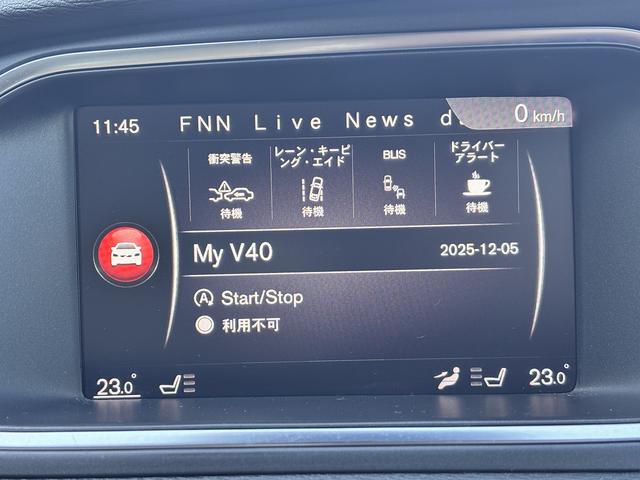 11:45 FNN Live News d 0 km/h
衝突警告 レーン・キーピング・エイド BLIS ドライバーアラート
待機 待機 待機 待機
My V40 2025-12-05
Start/Stop
利用不可
23.0° 23.0°